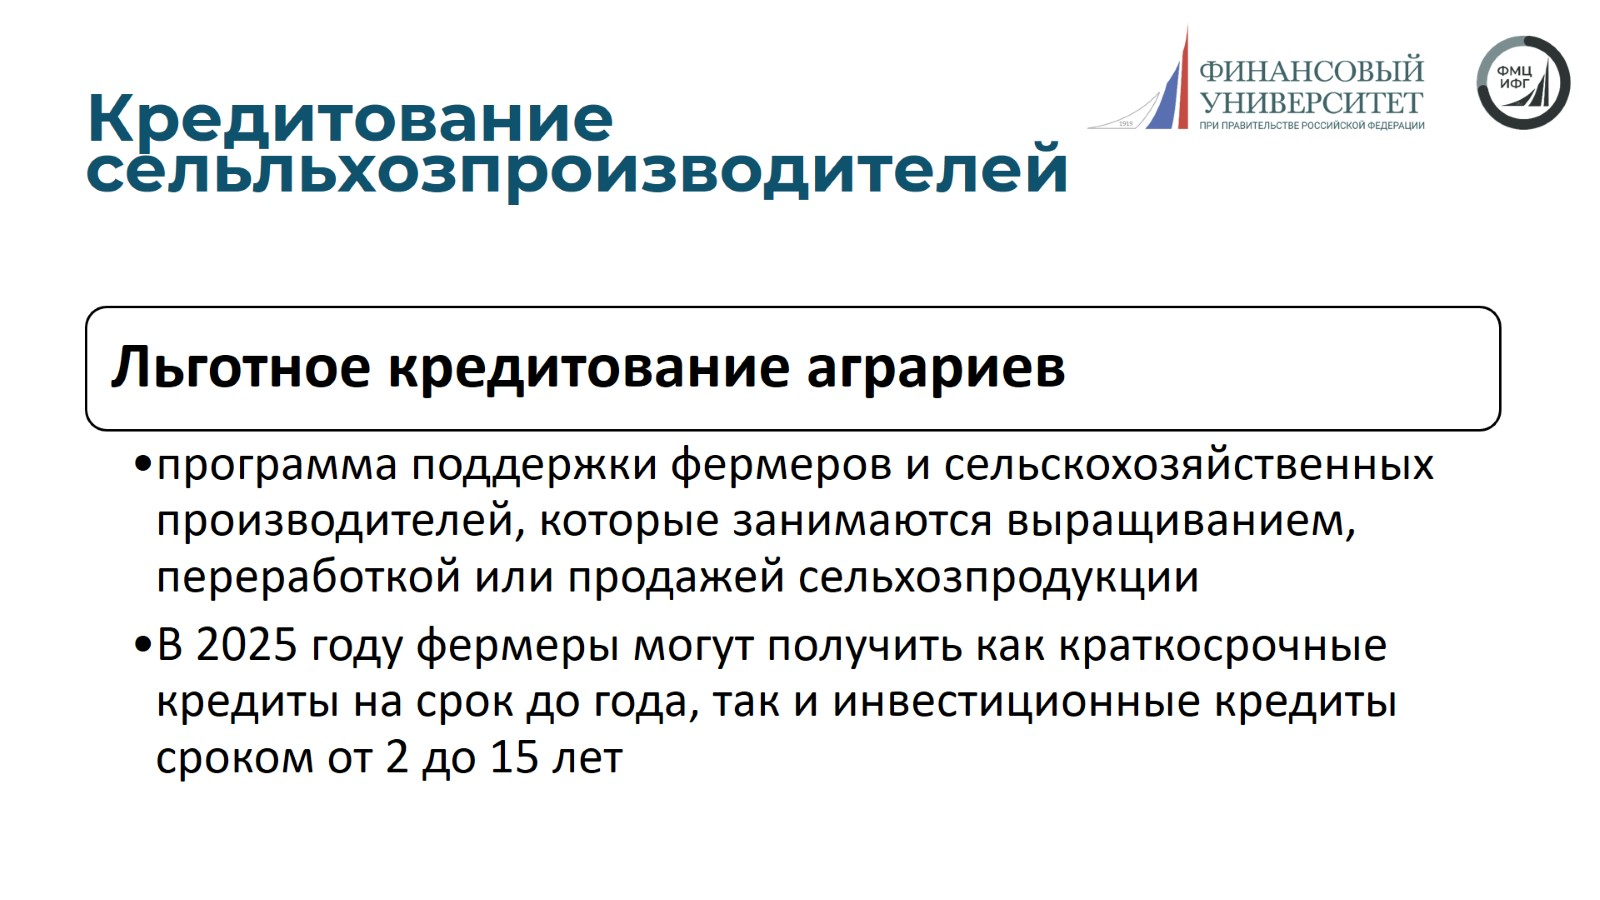 Кредитование
сельльхозпроизводителей
ФИНАНСОВЫЙ
УНИВЕРСИТЕТ
ПРИ ПРАВИТЕЛЬСТВЕ РОССИЙСКОЙ ФЕДЕРАЦИИ
1919
ФМЦ
ИФГ
Льготное кредитование аграриев
•программа поддержки фермеров и сельскохозяйственных
производителей, которые занимаются выращиванием,
переработкой или продажей сельхозпродукции
•В 2025 году фермеры могут получить как краткосрочные
кредиты на срок до года, так и инвестиционные кредиты
сроком от 2 до 15 лет